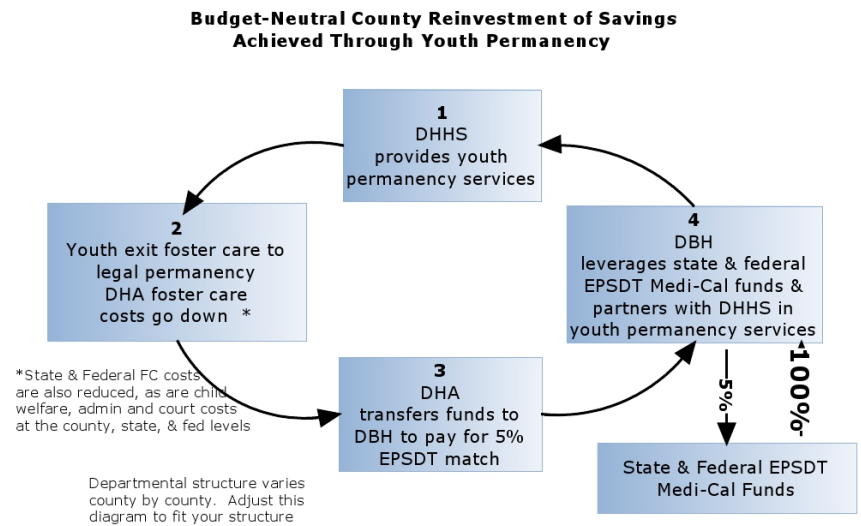 Budget-Neutral County Reinvestment of Savings
Achieved Through Youth Permanency
1
DHHS
provides youth
permanency services
2
Youth exit foster care to
legal permanency
DHA foster care
costs go down *
*State & Federal FC costs
are also reduced, as are child
welfare, admin and court costs
at the county, state, & fed levels
3
DHA
transfers funds to
DBH to pay for 5%
EPSDT match
4
DBH
leverages state & federal
EPSDT Medi-Cal funds &
partners with DHHS in
youth permanency services
5%
100%
State & Federal EPSDT
Medi-Cal Funds
Departmental structure varies
county by county. Adjust this
diagram to fit your structure